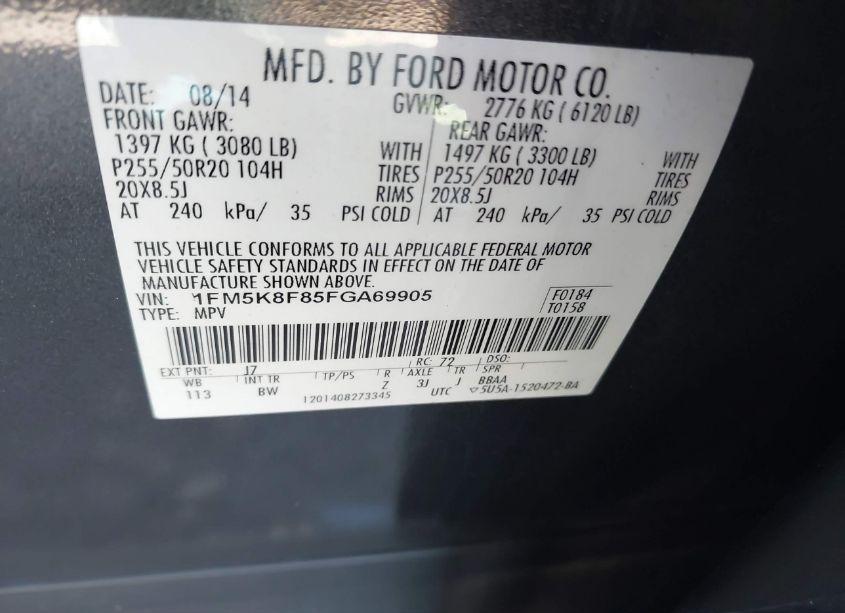 MFD. BY FORD MOTOR CO.
DATE: 08/14 GVWR: 2776 KG ( 6120 LB)
FRONT GAWR: REAR GAWR:
1397 KG ( 3080 LB) WITH 1497 KG ( 3300 LB) WITH
P255/50R20 104H TIRES P255/50R20 104H TIRES
20X8.5J RIMS 20X8.5J RIMS
AT 240 kPa/ 35 PSI COLD AT 240 kPa/ 35 PSI COLD
THIS VEHICLE CONFORMS TO ALL APPLICABLE FEDERAL MOTOR
VEHICLE SAFETY STANDARDS IN EFFECT ON THE DATE OF
MANUFACTURE SHOWN ABOVE.
VIN: 1FM5K8F85FGA69905 F0184
TYPE: MPV T0158
EXT PNT: J7 RC: 72 DSO:
WB INT TR TP/PS R AXLE TR SPR
113 BW Z 3J J BBAA
1201408273345 UTC ▽5U5A-1520472-BA